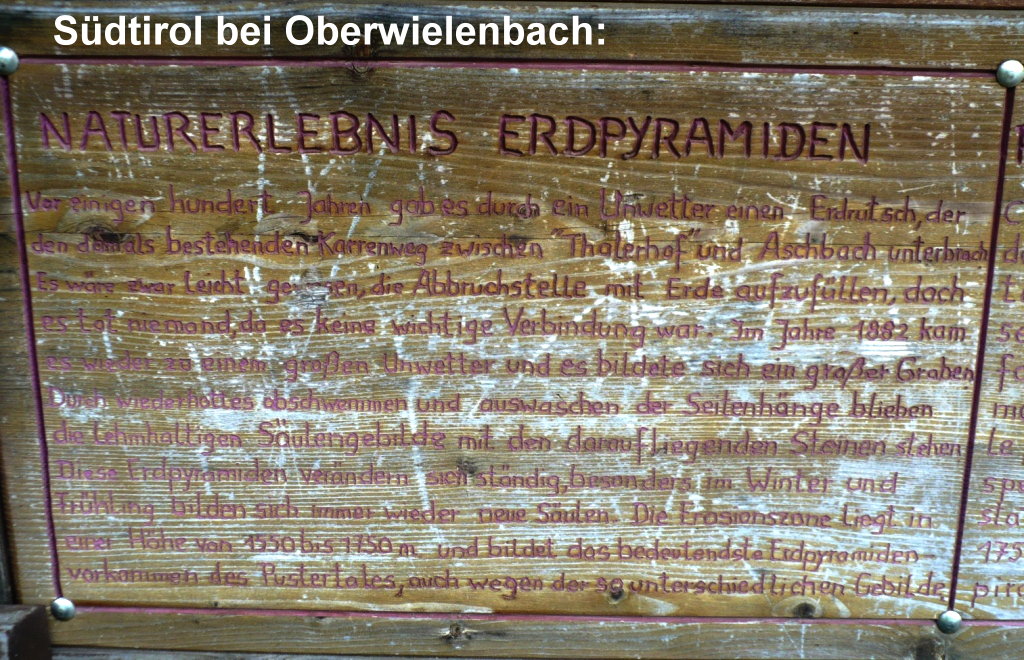 Südtirol bei Oberwielenbach:
NATURERLEBNIS ERDPYRAMIDEN
Vor einigen hundert Jahren gab es durch ein Unwetter einen Erdrutsch, der
den damals bestehenden Karrenweg zwischen "Thalerhof" und Aschbach unterbrach
Es wäre zwar leicht gewesen, die Abbruchstelle mit Erde aufzufüllen, doch
es tat niemand, da es keine wichtige Verbindung war. Im Jahre 1882 kam
es wieder zu einem großen Unwetter und es bildete sich ein großer Graben
Durch wiederholtes abschwemmen und auswaschen der Seitenhänge blieben
die lehmhaltigen Säulengebilde mit den daraufliegenden Steinen stehen
Diese Erdpyramiden verändern sich ständig, besonders im Winter und
Frühling bilden sich immer wieder neue Säulen. Die Erosionszone liegt in
einer Höhe von 1550 bis 1750 m und bildet das bedeutendste Erdpyramiden-
vorkommen des Pustertales, auch wegen der so unterschiedlichen Gebilde